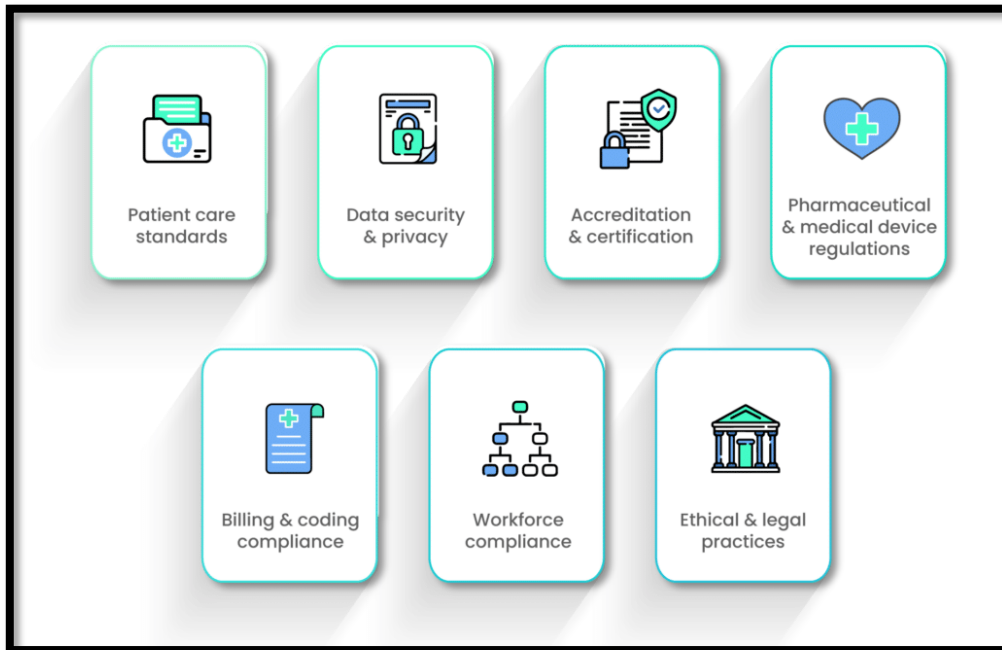 Patient care
standards
Data security
& privacy
Accreditation
& certification
Pharmaceutical
& medical device
regulations
Billing & coding
compliance
Workforce
compliance
Ethical & legal
practices